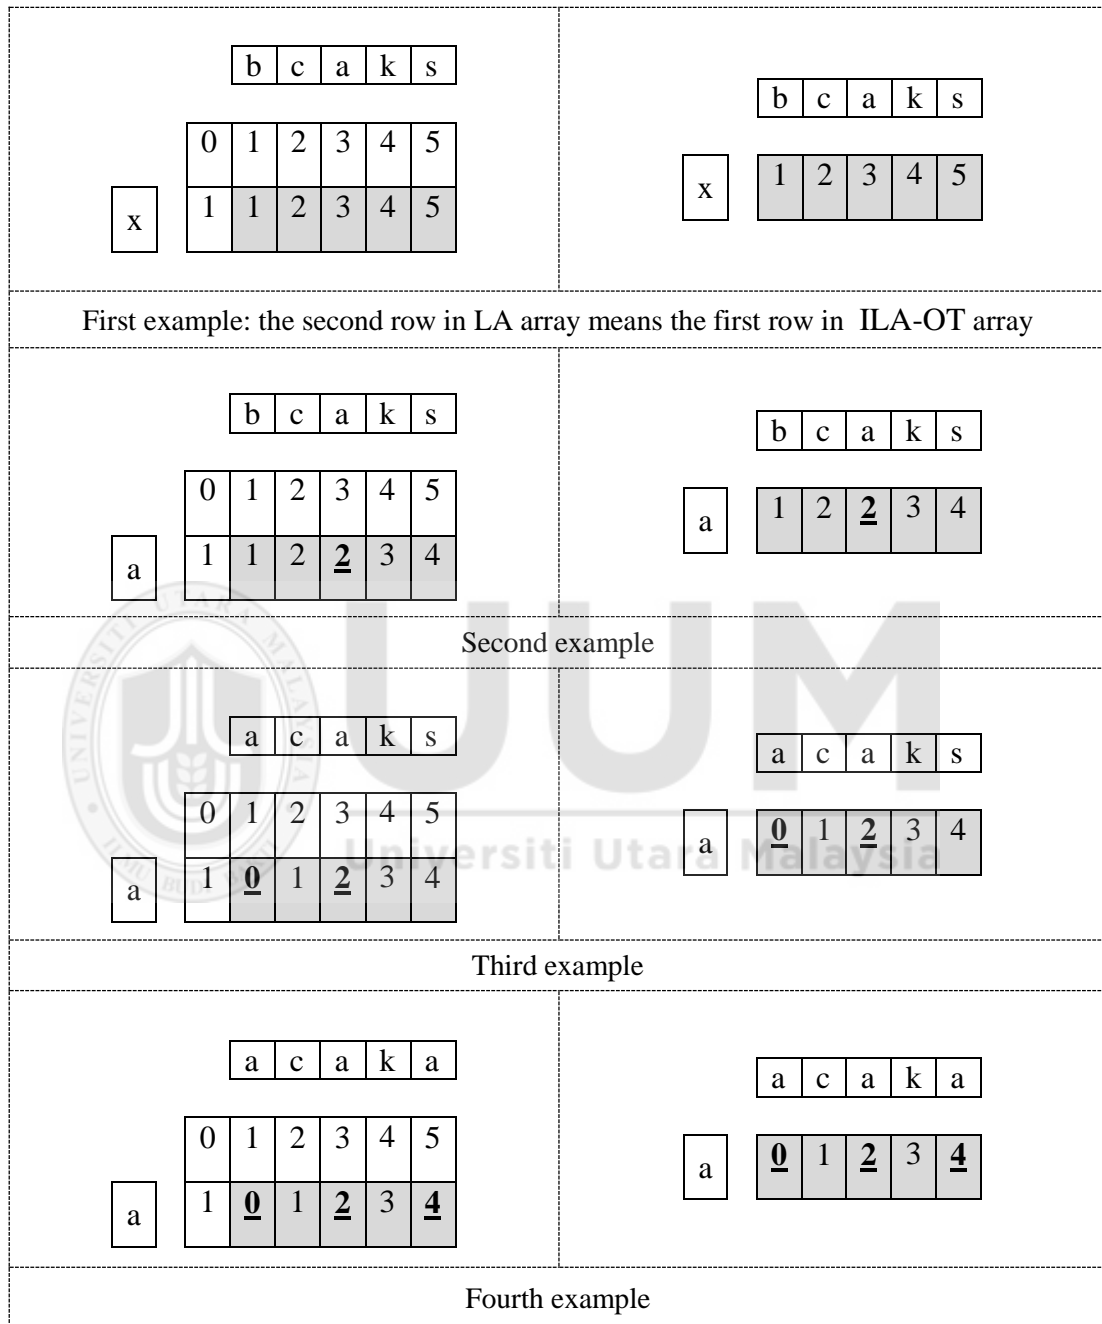 b c a k s
0 1 2 3 4 5
x 1 1 2 3 4 5
b c a k s
x 1 2 3 4 5
First example: the second row in LA array means the first row in ILA-OT array
b c a k s
0 1 2 3 4 5
a 1 1 2 2 3 4
b c a k s
a 1 2 2 3 4
Second example
a c a k s
0 1 2 3 4 5
a 1 0 1 2 3 4
a c a k s
a 0 1 2 3 4
Third example
a c a k a
0 1 2 3 4 5
a 1 0 1 2 3 4
a c a k a
a 0 1 2 3 4
Fourth example
UUM
Universiti Utara Malaysia
UNIVERSITI UTARA MALAYSIA